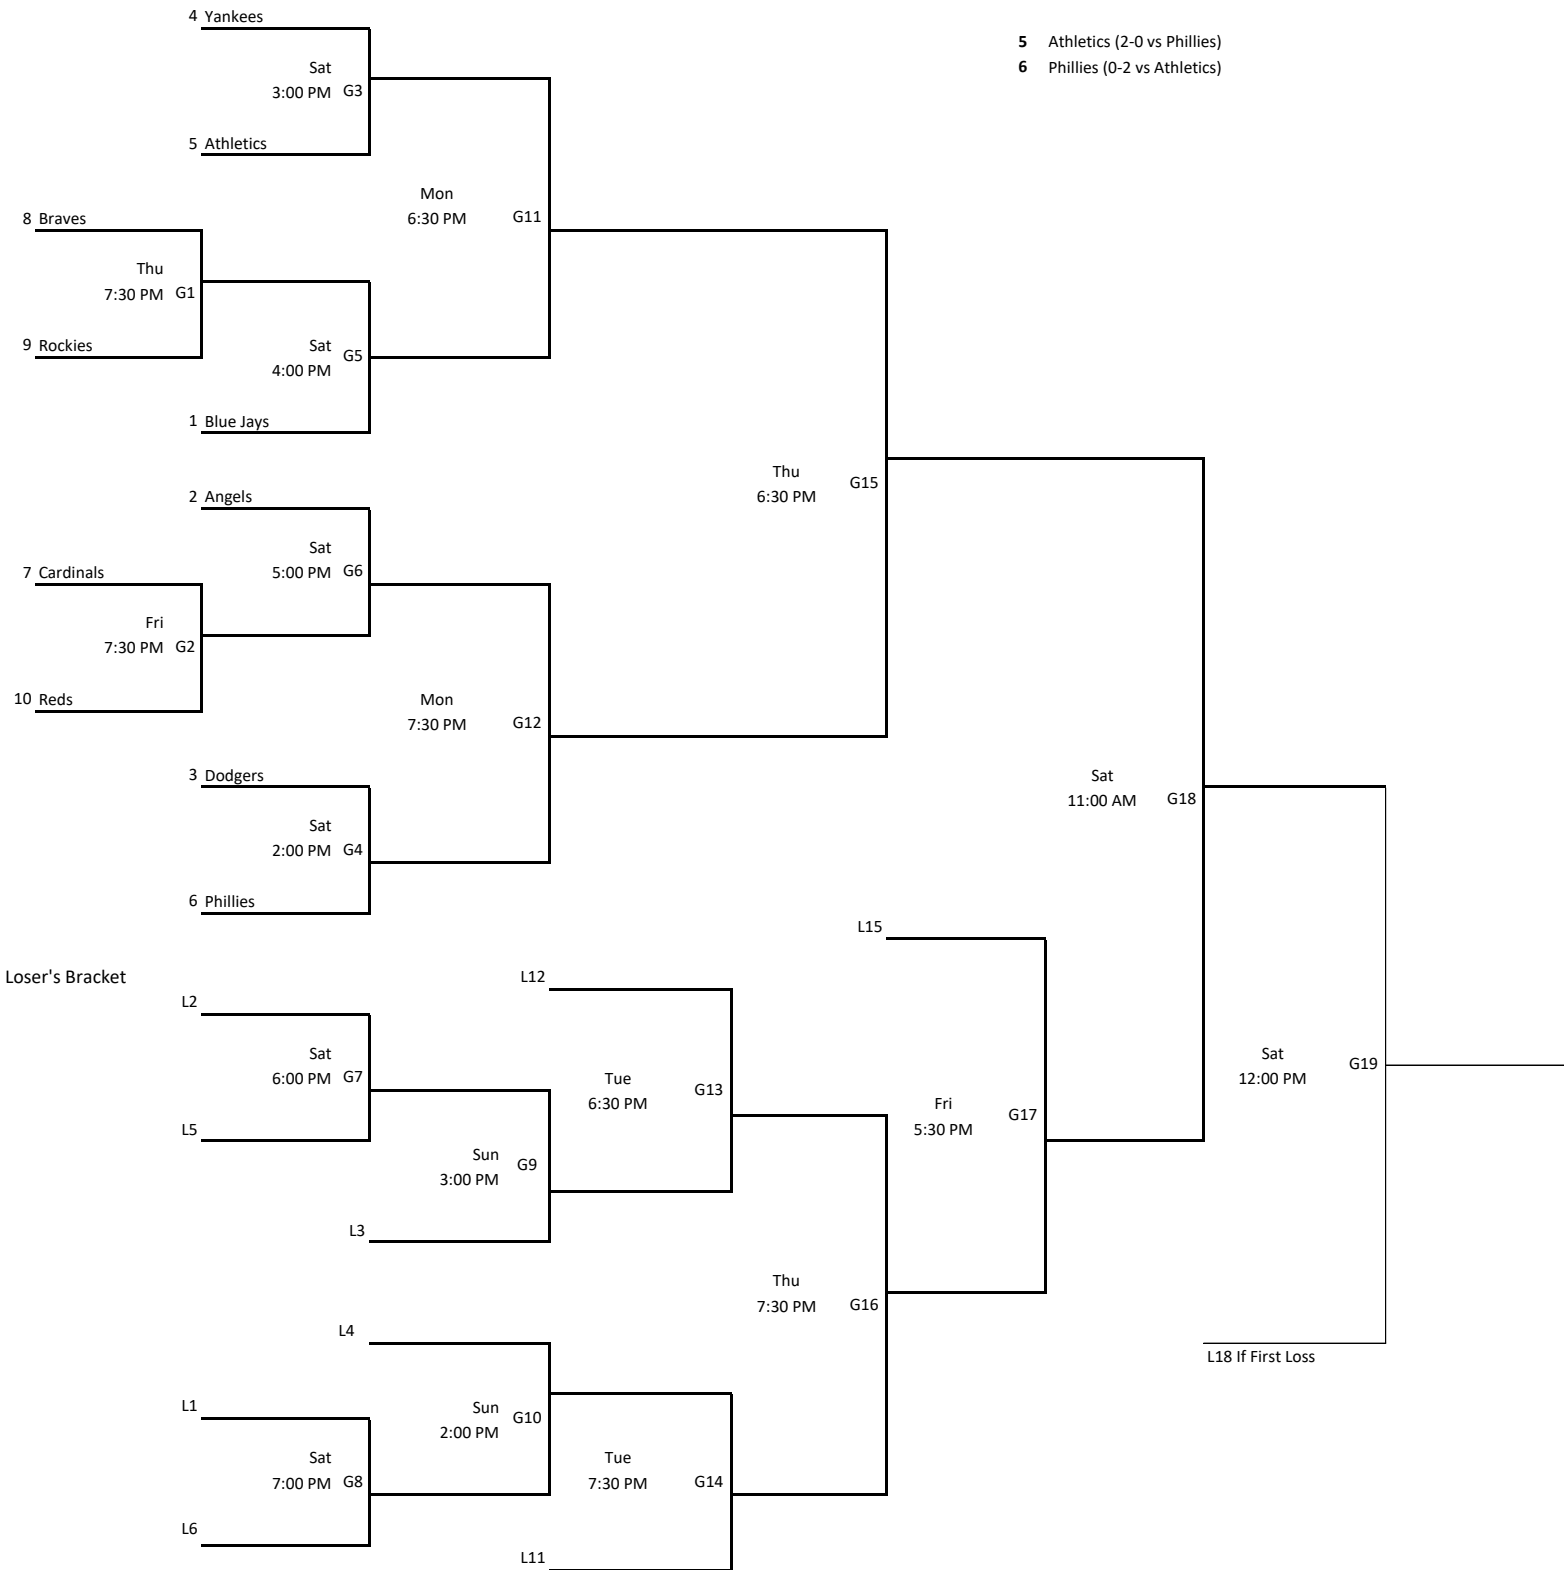 4 Yankees
5 Athletics (2-0 vs Phillies)
6 Phillies (0-2 vs Athletics)
Sat
3:00 PM G3
5 Athletics
Mon
6:30 PM G11
8 Braves
Thu
7:30 PM G1
9 Rockies
Sat
4:00 PM G5
1 Blue Jays
Thu
6:30 PM G15
2 Angels
Sat
5:00 PM G6
7 Cardinals
Fri
7:30 PM G2
10 Reds
Mon
7:30 PM G12
3 Dodgers
Sat
2:00 PM G4
6 Phillies
Sat
11:00 AM G18
L15
Loser's Bracket
L12
L2
Sat
6:00 PM G7
L5
Tue
6:30 PM G13
Fri
5:30 PM G17
Sat
12:00 PM G19
Sun
3:00 PM G9
L3
Thu
7:30 PM G16
L4
L18 If First Loss
L1
Sun
2:00 PM G10
Sat
7:00 PM G8
Tue
7:30 PM G14
L6
L11